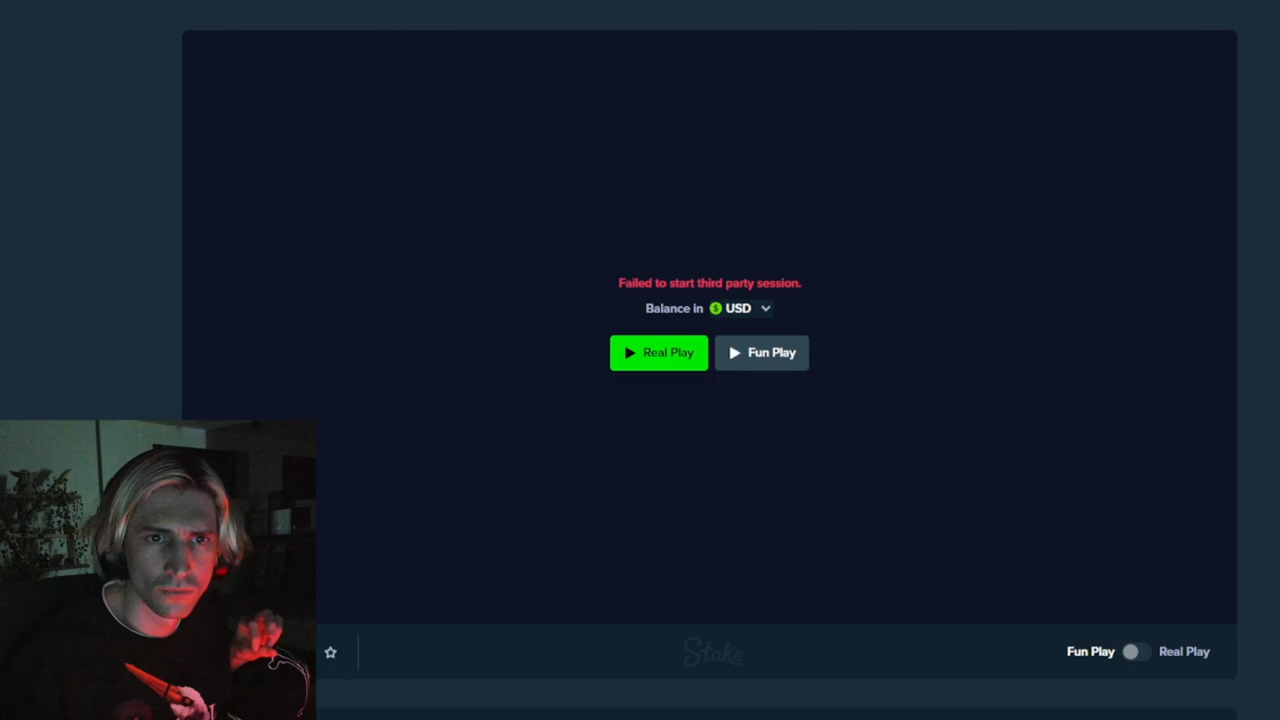 Failed to start third party session.
Balance in $ USD
Real Play
Fun Play
Stake
Fun Play
Real Play